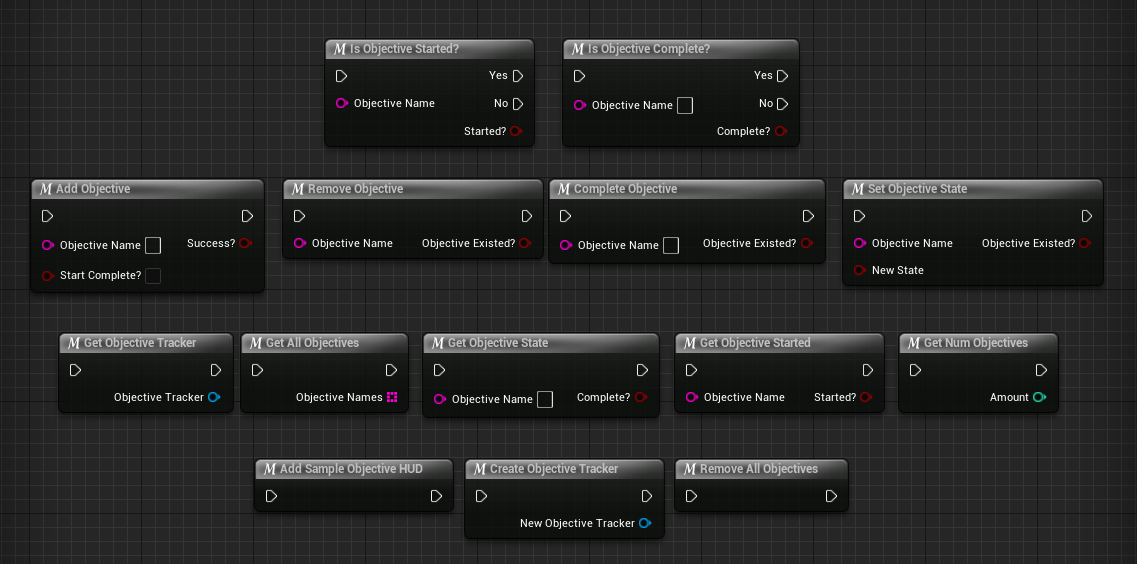 Is Objective Started?
Is Objective Complete?
Yes
Yes
Objective Name
No
Objective Name
No
Started?
Complete?
Add Objective
Remove Objective
Complete Objective
Set Objective State
Objective Name
Success?
Objective Name
Objective Existed?
Objective Name
Objective Existed?
Objective Name
Objective Existed?
Start Complete?
New State
Get Objective Tracker
Get All Objectives
Get Objective State
Get Objective Started
Get Num Objectives
Objective Tracker
Objective Names
Objective Name
Complete?
Objective Name
Started?
Amount
Add Sample Objective HUD
Create Objective Tracker
Remove All Objectives
New Objective Tracker